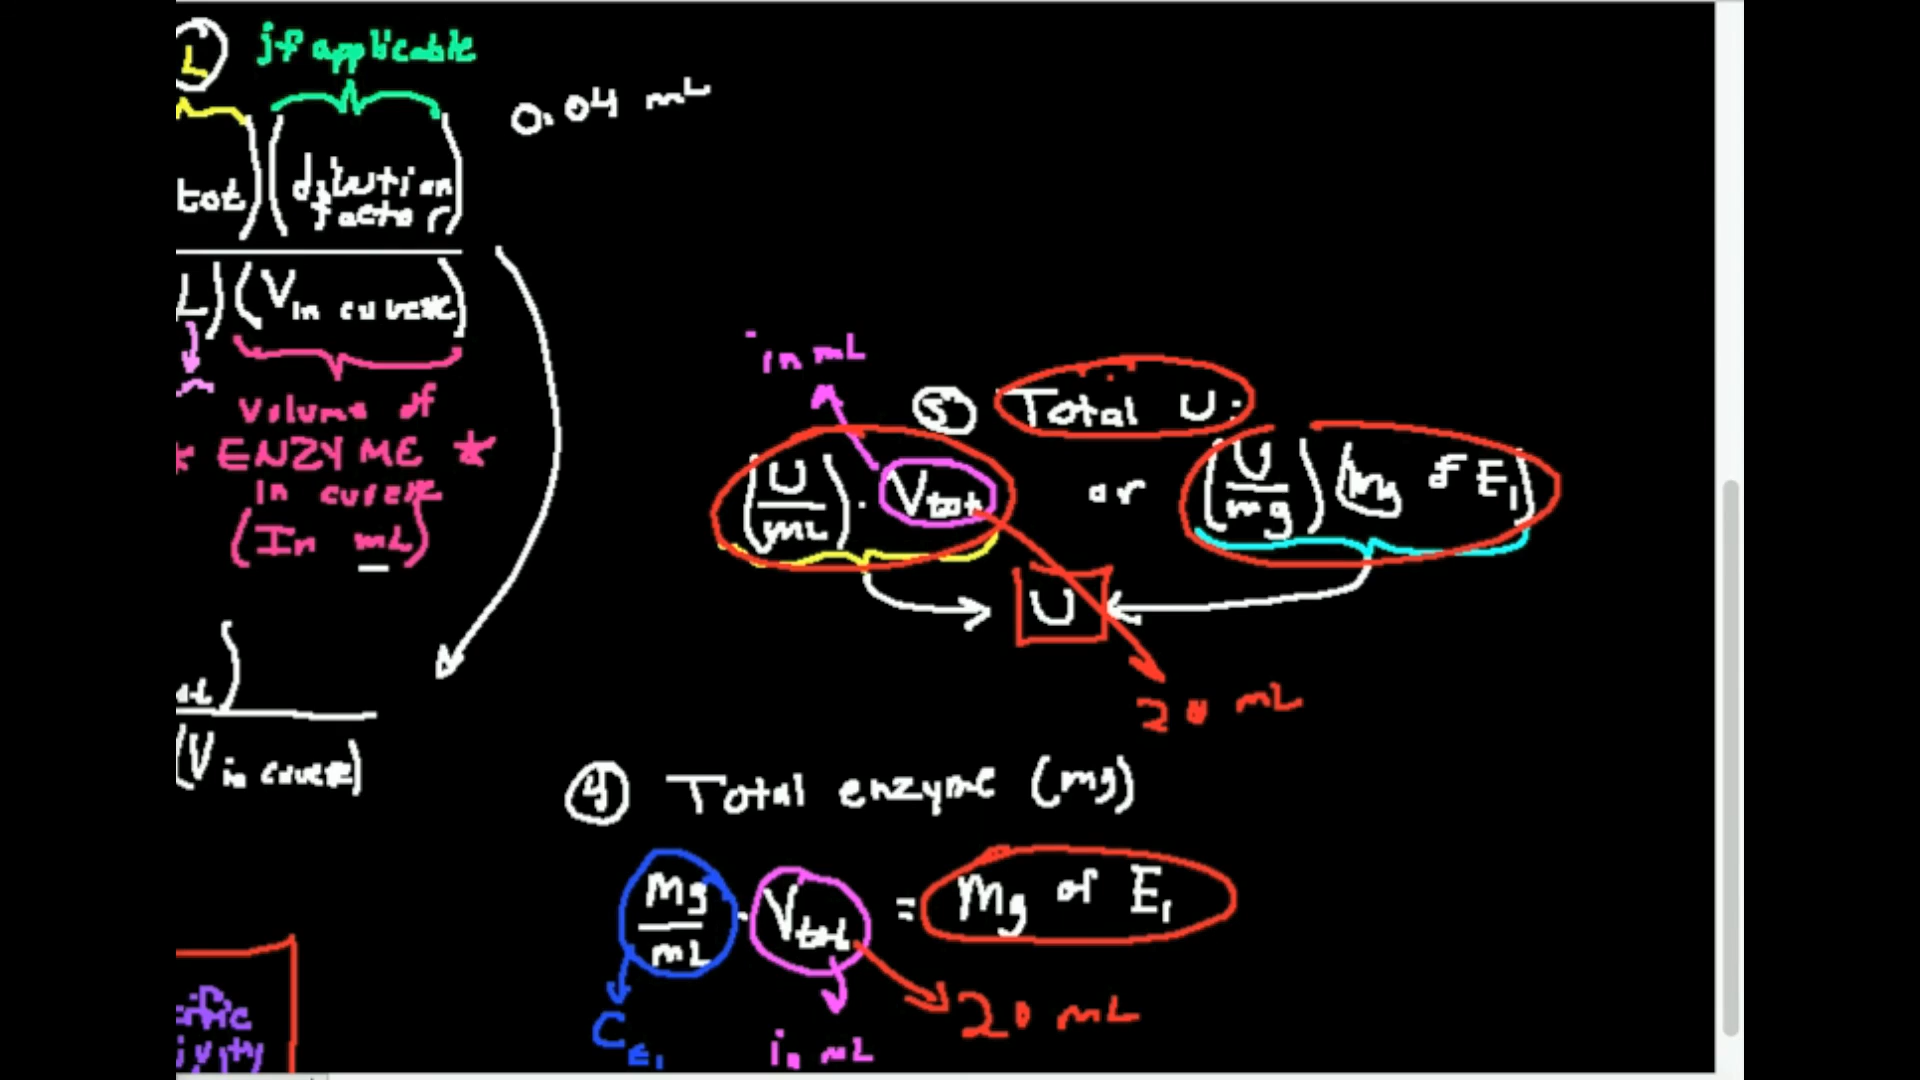 L if applicable
0.04 mL
tot) (dilution factor)
L) (V in cuvette)
volume of
* ENZYME *
in cuvette
(In mL)
(V in cuvette)
in mL
5 Total U:
(U/mL) · Vtot or (U/mg) (mg of E1)
U
20 mL
4 Total enzyme (mg)
mg/mL · Vtot = mg of E1
20 mL
CE1
in mL